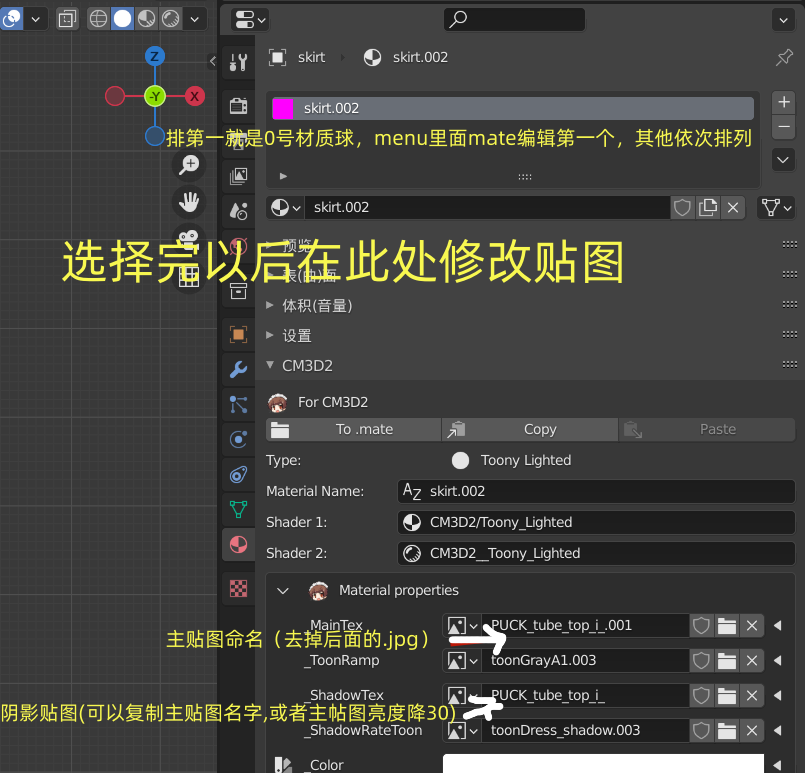 Z
-Y
X
skirt
skirt.002
skirt.002
排第一就是0号材质球，menu里面mate编辑第一个，其他依次排列
skirt.002
预览
选择完以后在此处修改贴图
表(曲)面
体积(音量)
设置
CM3D2
For CM3D2
To .mate
Copy
Paste
Type:
Toony Lighted
Material Name:
skirt.002
Shader 1:
CM3D2/Toony_Lighted
Shader 2:
CM3D2__Toony_Lighted
Material properties
_MainTex
PUCK_tube_top_i_.001
主贴图命名（去掉后面的.jpg）
_ToonRamp
toonGrayA1.003
_ShadowTex
PUCK_tube_top_i_
阴影贴图(可以复制主贴图名字,或者主帖图亮度降30)
_ShadowRateToon
toonDress_shadow.003
_Color